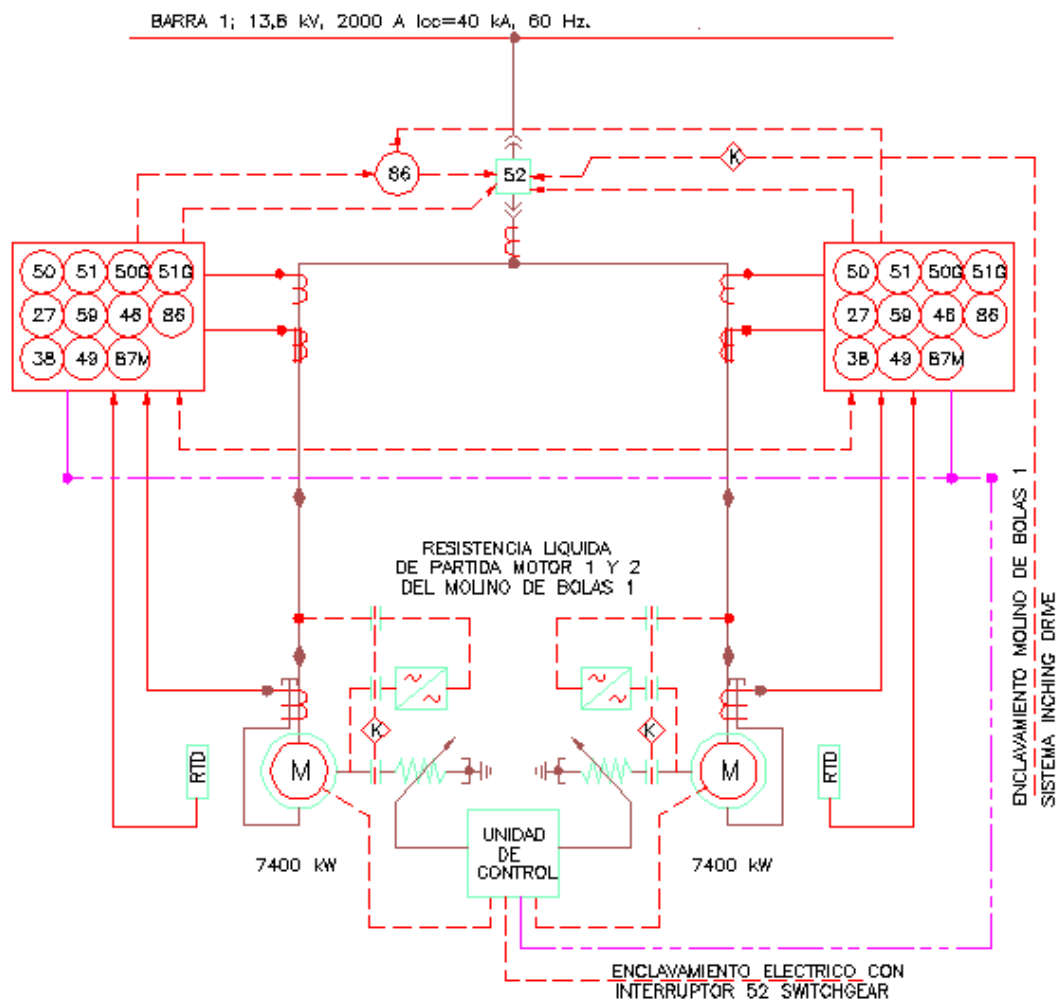 BARRA 1; 13,8 kV, 2000 A Icc=40 kA, 60 Hz.
K
86
52
50 51 50G 51G
27 59 46 86
38 49 87M
50 51 50G 51G
27 59 46 86
38 49 87M
RESISTENCIA LIQUIDA
DE PARTIDA MOTOR 1 Y 2
DEL MOLINO DE BOLAS 1
ENCLAVAMIENTO MOLINO DE BOLAS 1
SISTEMA INCHING DRIVE
K
K
RTD
M
M
RTD
UNIDAD
DE
CONTROL
7400 kW
7400 kW
ENCLAVAMIENTO ELECTRICO CON
INTERRUPTOR 52 SWITCHGEAR